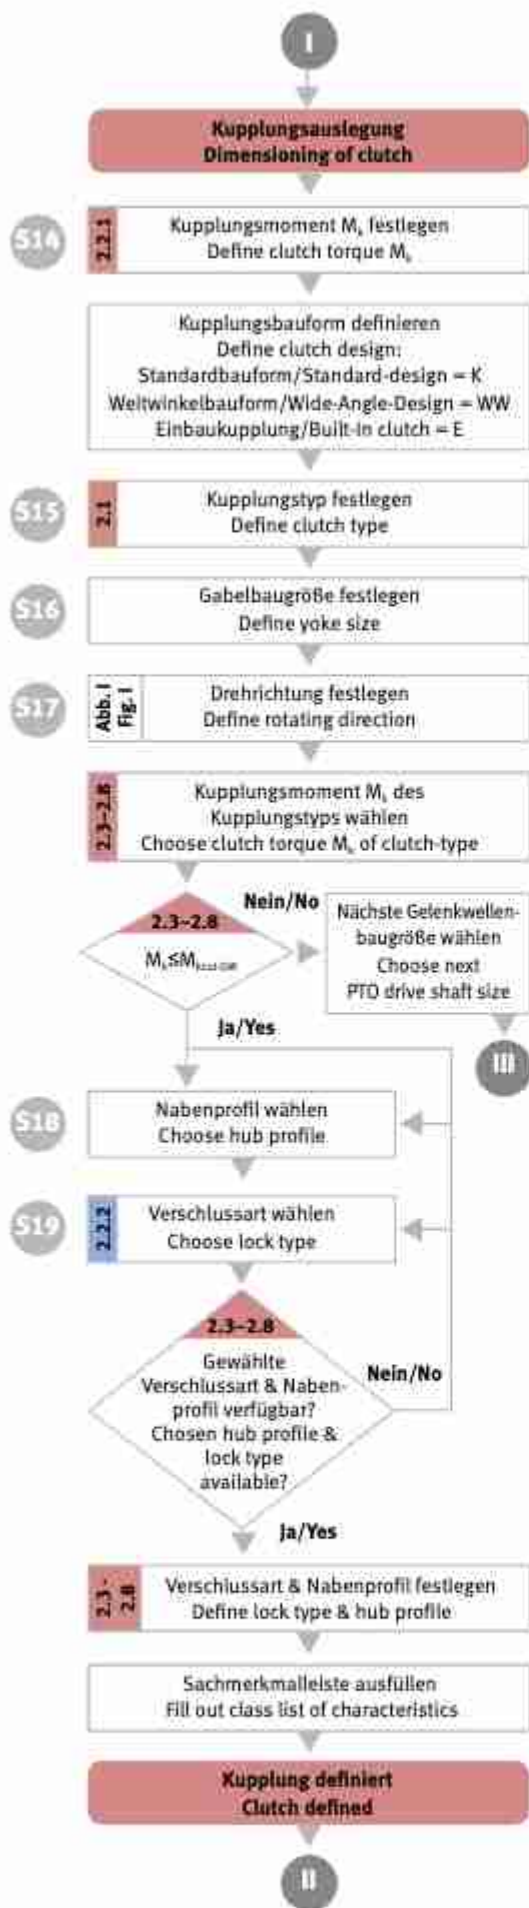 I
Kupplungsauslegung
Dimensioning of clutch
S14
2.2.1
Kupplungsmoment Mk festlegen
Define clutch torque Mk
Kupplungsbauform definieren
Define clutch design:
Standardbauform/Standard-design = K
Weitwinkelbauform/Wide-Angle-Design = WW
Einbaukupplung/Built-In clutch = E
S15
2.1
Kupplungstyp festlegen
Define clutch type
S16
Gabelbaugröße festlegen
Define yoke size
S17
Abb. I
Fig. I
Drehrichtung festlegen
Define rotating direction
2.3–2.8
Kupplungsmoment Mk des
Kupplungstyps wählen
Choose clutch torque Mk of clutch-type
2.3–2.8
Nein/No
Nächste Gelenkwellen-
baugröße wählen
Choose next
PTO drive shaft size
Ja/Yes
III
S18
Nabenprofil wählen
Choose hub profile
S19
2.2.2
Verschlussart wählen
Choose lock type
2.3–2.8
Gewählte
Verschlussart & Naben-
profil verfügbar?
Chosen hub profile &
lock type
available?
Nein/No
Ja/Yes
2.3 -
2.8
Verschlussart & Nabenprofil festlegen
Define lock type & hub profile
Sachmerkmalleiste ausfüllen
Fill out class list of characteristics
Kupplung definiert
Clutch defined
II